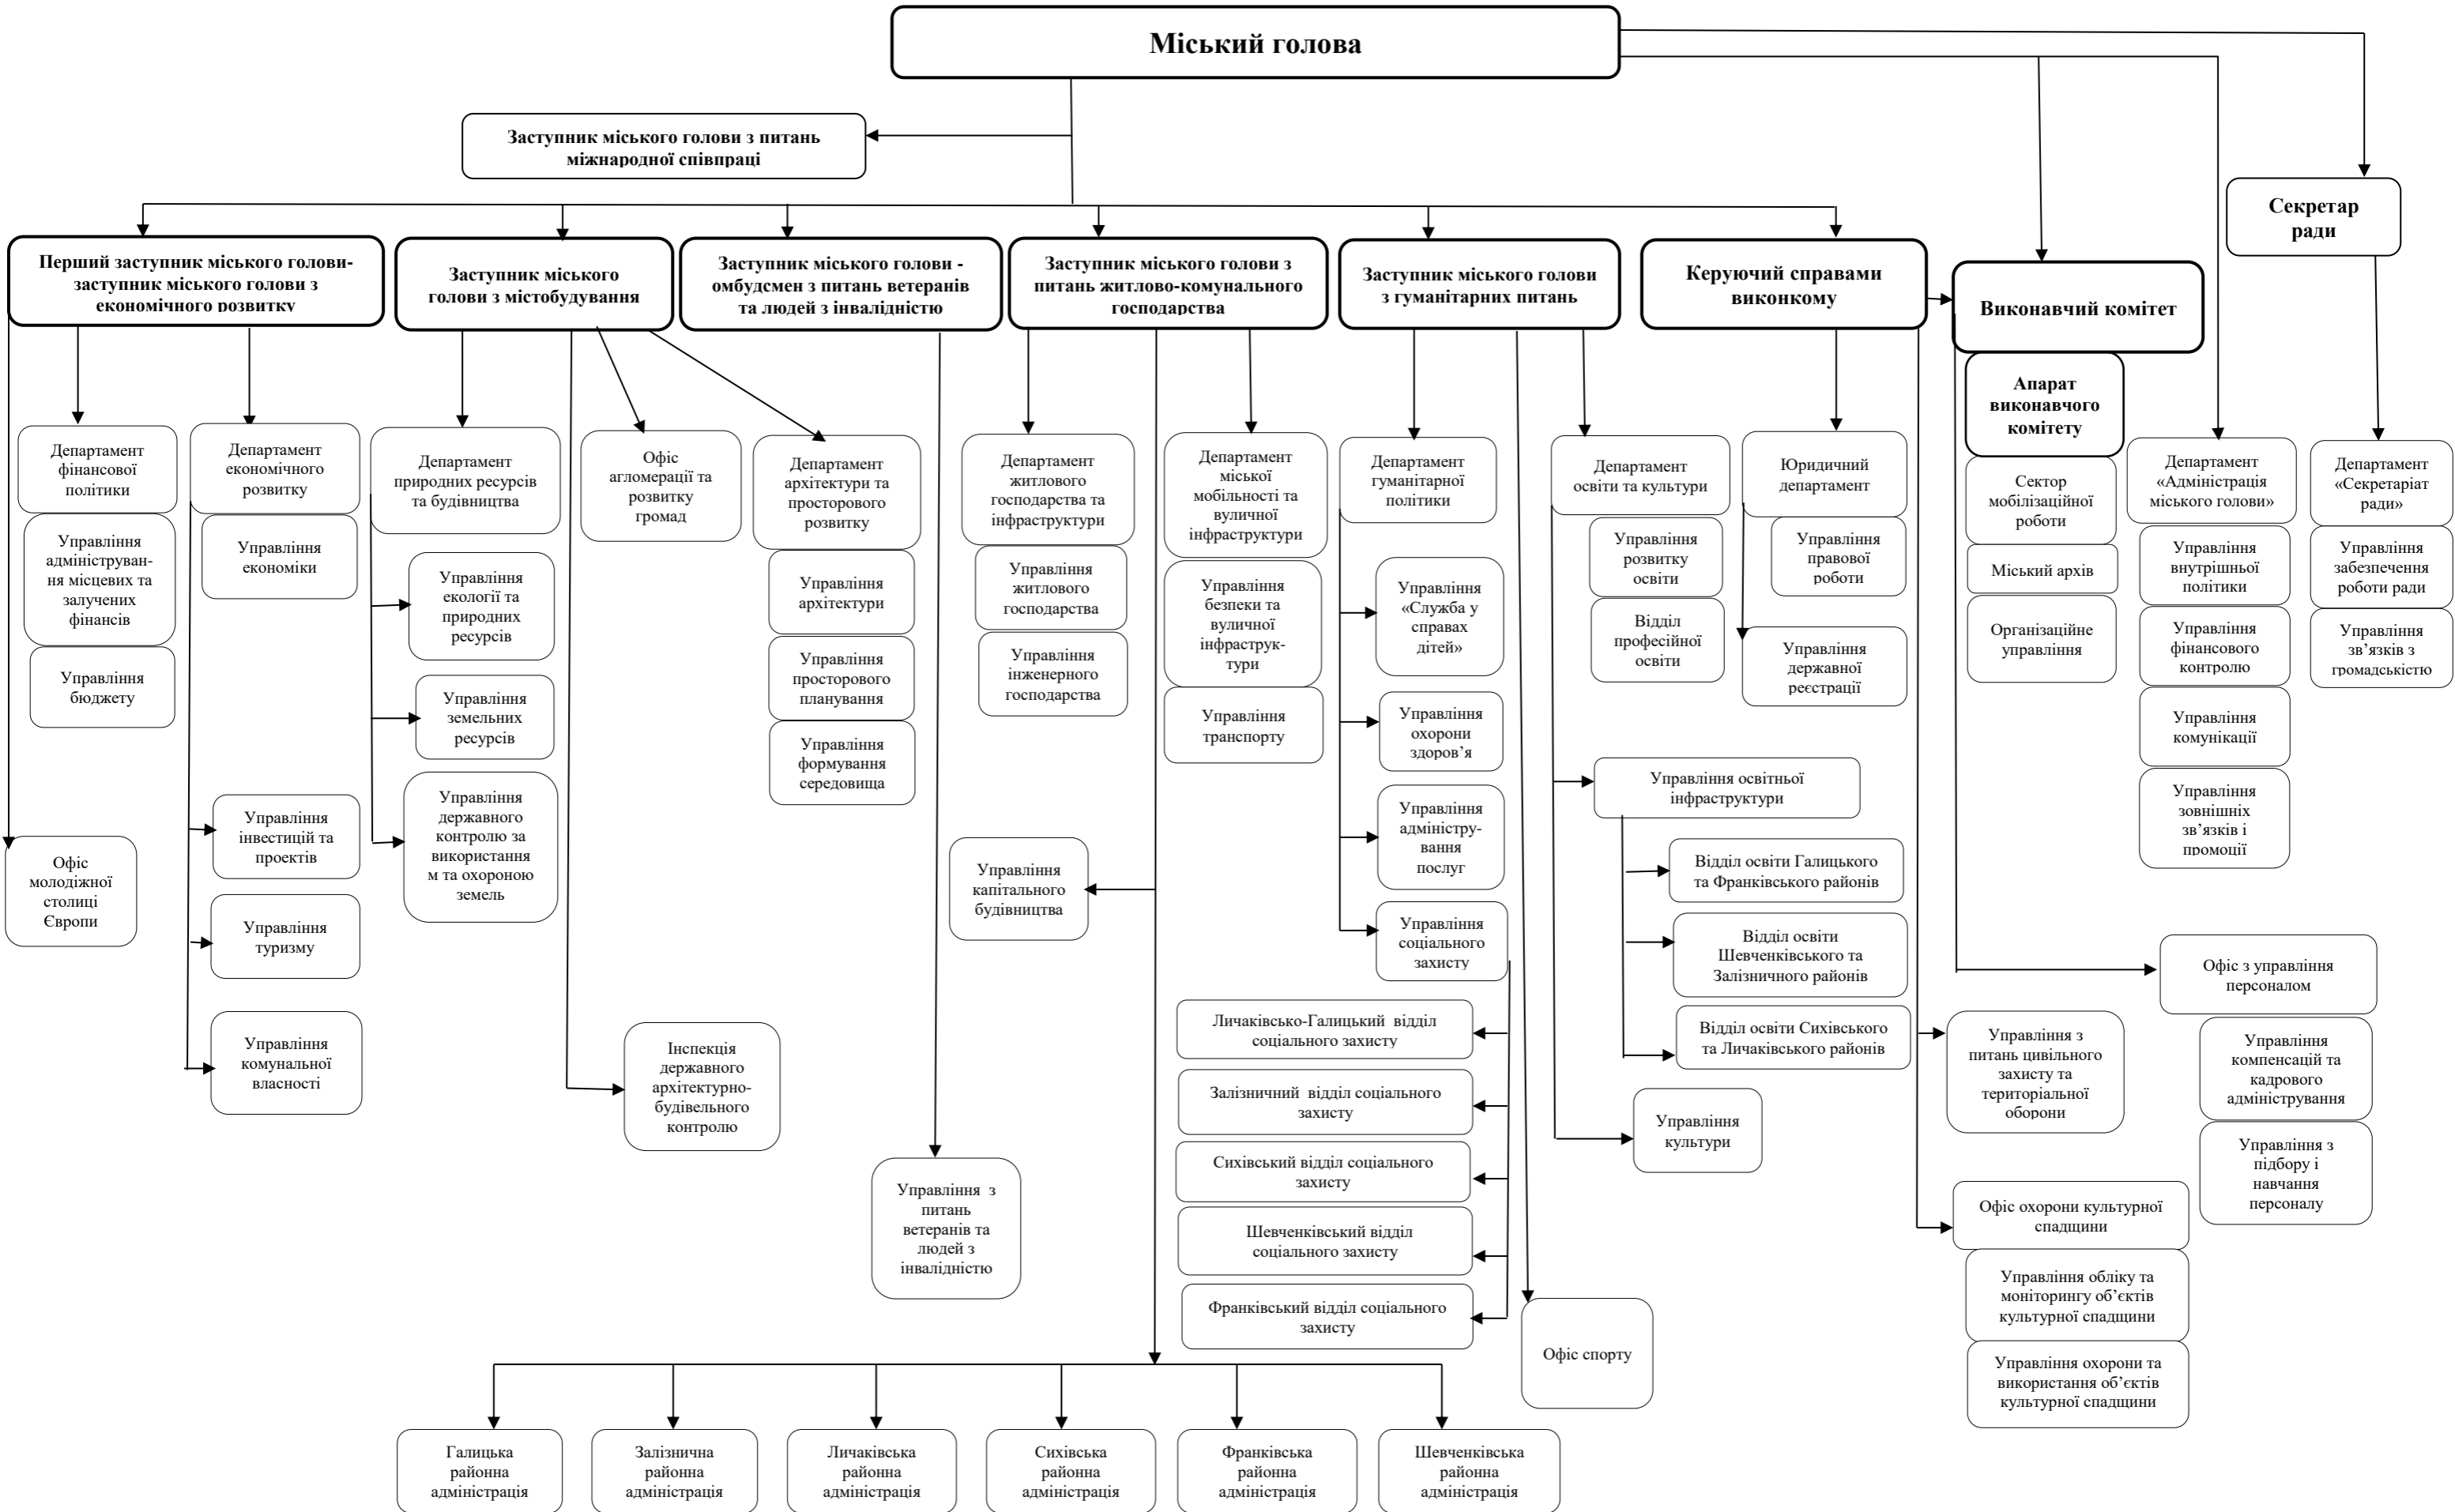 Міський голова
Заступник міського голови з питань
міжнародної співпраці
Секретар
ради
Перший заступник міського голови-
заступник міського голови з
економічного розвитку
Заступник міського
голови з містобудування
Заступник міського голови -
омбудсмен з питань ветеранів
та людей з інвалідністю
Заступник міського голови з
питань житлово-комунального
господарства
Заступник міського голови
з гуманітарних питань
Керуючий справами
виконкому
Виконавчий комітет
Апарат
виконавчого
комітету
Департамент
фінансової
політики
Управління
адмініструван-
ня місцевих та
залучених
фінансів
Управління
бюджету
Офіс
молодіжної
столиці
Європи
Департамент
економічного
розвитку
Управління
економіки
Управління
інвестицій та
проектів
Управління
туризму
Управління
комунальної
власності
Департамент
природних ресурсів
та будівництва
Управління
екології та
природних
ресурсів
Управління
земельних
ресурсів
Управління
державного
контролю за
використання
м та охороною
земель
Офіс
агломерації та
розвитку
громад
Інспекція
державного
архітектурно-
будівельного
контролю
Департамент
архітектури та
просторового
розвитку
Управління
архітектури
Управління
просторового
планування
Управління
формування
середовища
Управління з
питань
ветеранів та
людей з
інвалідністю
Департамент
житлового
господарства та
інфраструктури
Управління
житлового
господарства
Управління
інженерного
господарства
Управління
капітального
будівництва
Департамент
міської
мобільності та
вуличної
інфраструктури
Управління
безпеки та
вуличної
інфраструк-
тури
Управління
транспорту
Департамент
гуманітарної
політики
Управління
«Служба у
справах
дітей»
Управління
охорони
здоров’я
Управління
адміністру-
вання
послуг
Управління
соціального
захисту
Личаківсько-Галицький відділ
соціального захисту
Залізничний відділ соціального
захисту
Сихівський відділ соціального
захисту
Шевченківський відділ
соціального захисту
Франківський відділ соціального
захисту
Офіс спорту
Департамент
освіти та культури
Управління
розвитку
освіти
Відділ
професійної
освіти
Управління освітньої
інфраструктури
Відділ освіти Галицького
та Франківського районів
Відділ освіти
Шевченківського та
Залізничного районів
Відділ освіти Сихівського
та Личаківського районів
Управління
культури
Юридичний
департамент
Управління
правової
роботи
Управління
державної
реєстрації
Сектор
мобілізаційної
роботи
Міський архів
Організаційне
управління
Департамент
«Адміністрація
міського голови»
Управління
внутрішньої
політики
Управління
фінансового
контролю
Управління
комунікації
Управління
зовнішніх
зв’язків і
промоції
Департамент
«Секретаріат
ради»
Управління
забезпечення
роботи ради
Управління
зв’язків з
громадськістю
Офіс з управління
персоналом
Управління
компенсацій та
кадрового
адміністрування
Управління з
підбору і
навчання
персоналу
Управління з
питань цивільного
захисту та
територіальної
оборони
Офіс охорони культурної
спадщини
Управління обліку та
моніторингу об’єктів
культурної спадщини
Управління охорони та
використання об’єктів
культурної спадщини
Галицька
районна
адміністрація
Залізнична
районна
адміністрація
Личаківська
районна
адміністрація
Сихівська
районна
адміністрація
Франківська
районна
адміністрація
Шевченківська
районна
адміністрація